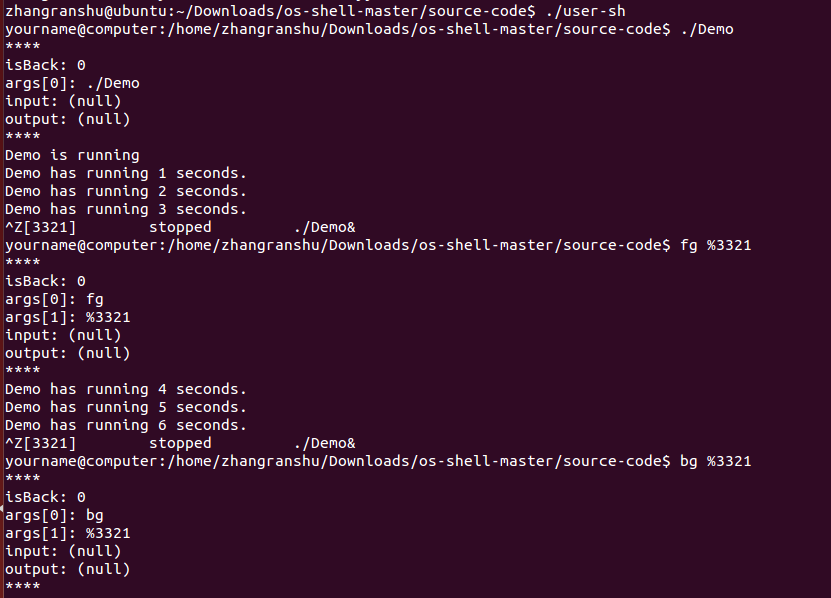 zhangranshu@ubuntu:~/Downloads/os-shell-master/source-code$ ./user-sh
yourname@computer:/home/zhangranshu/Downloads/os-shell-master/source-code$ ./Demo
****
isBack: 0
args[0]: ./Demo
input: (null)
output: (null)
****
Demo is running
Demo has running 1 seconds.
Demo has running 2 seconds.
Demo has running 3 seconds.
^Z[3321]        stopped         ./Demo&
yourname@computer:/home/zhangranshu/Downloads/os-shell-master/source-code$ fg %3321
****
isBack: 0
args[0]: fg
args[1]: %3321
input: (null)
output: (null)
****
Demo has running 4 seconds.
Demo has running 5 seconds.
Demo has running 6 seconds.
^Z[3321]        stopped         ./Demo&
yourname@computer:/home/zhangranshu/Downloads/os-shell-master/source-code$ bg %3321
****
isBack: 0
args[0]: bg
args[1]: %3321
input: (null)
output: (null)
****